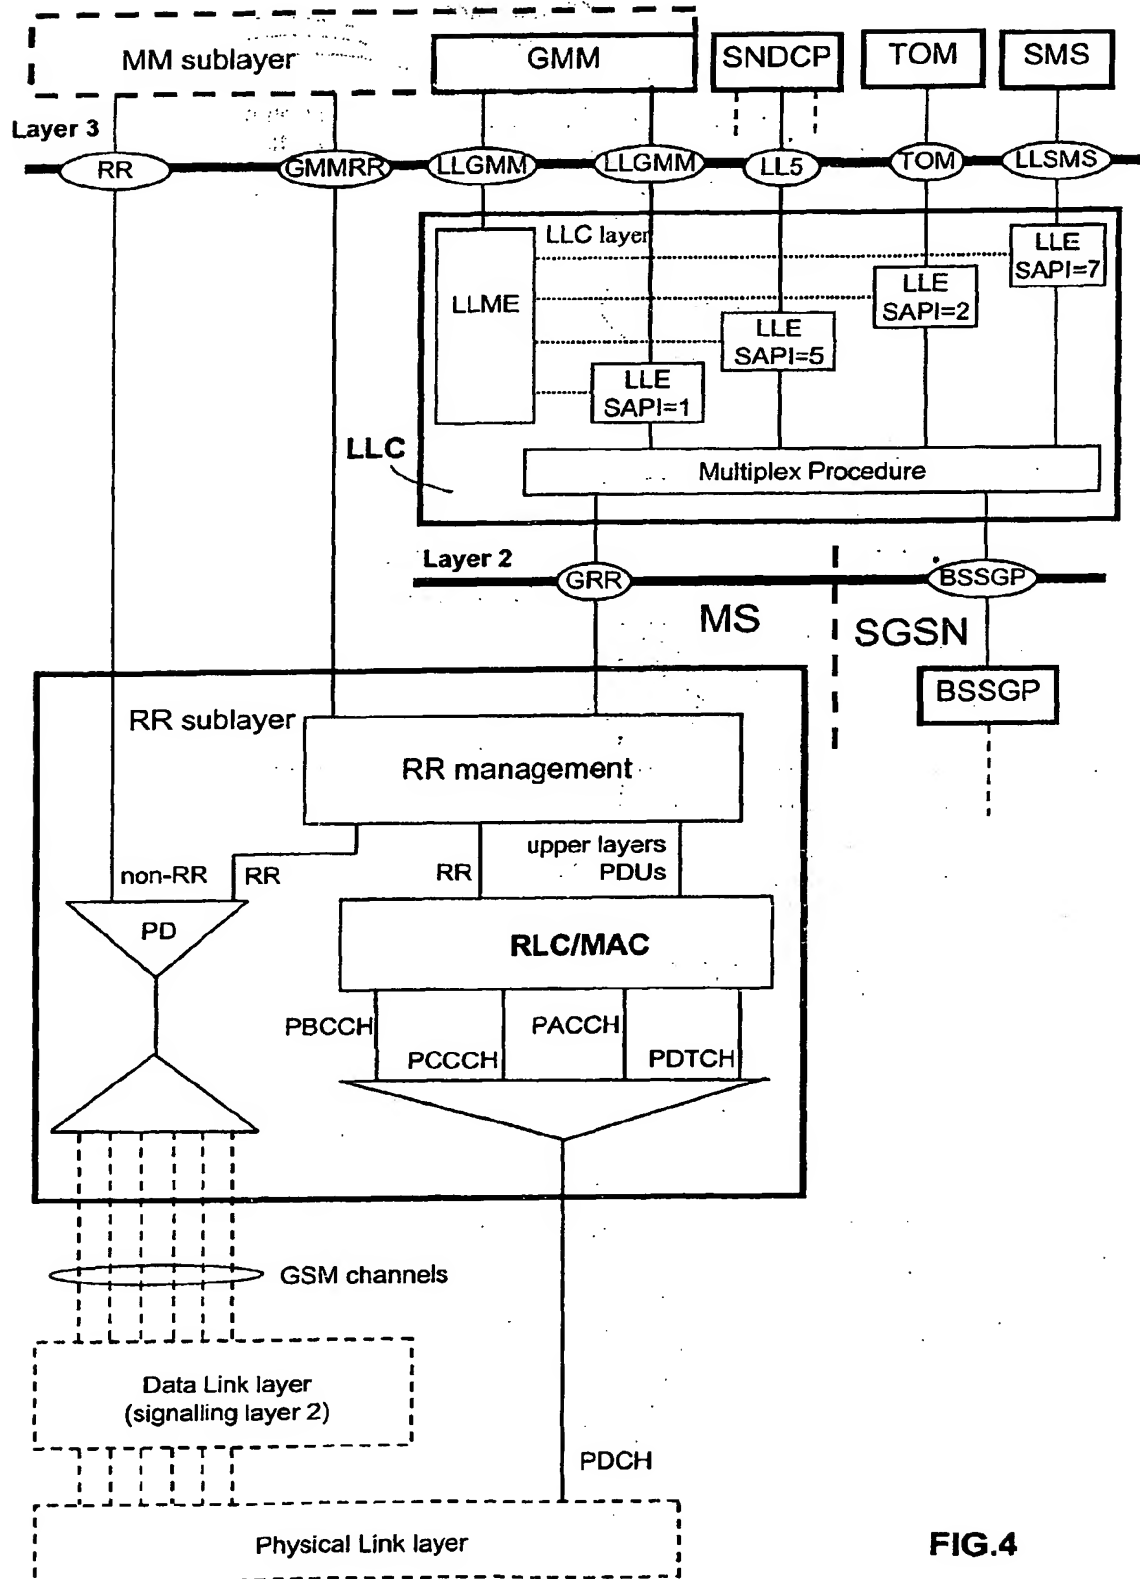 MM sublayer
GMM
SNDCP
TOM
SMS
Layer 3
RR
GMMRR
LLGMM
LLGMM
LL5
TOM
LLSMS
LLC layer
LLME
LLE
SAPI=7
LLE
SAPI=2
LLE
SAPI=5
LLE
SAPI=1
LLC
Multiplex Procedure
Layer 2
GRR
BSSGP
MS
SGSN
BSSGP
RR sublayer
RR management
non-RR
RR
RR
upper layers
PDUs
PD
RLC/MAC
PBCCH
PCCCH
PACCH
PDTCH
GSM channels
Data Link layer
(signalling layer 2)
PDCH
Physical Link layer
FIG.4